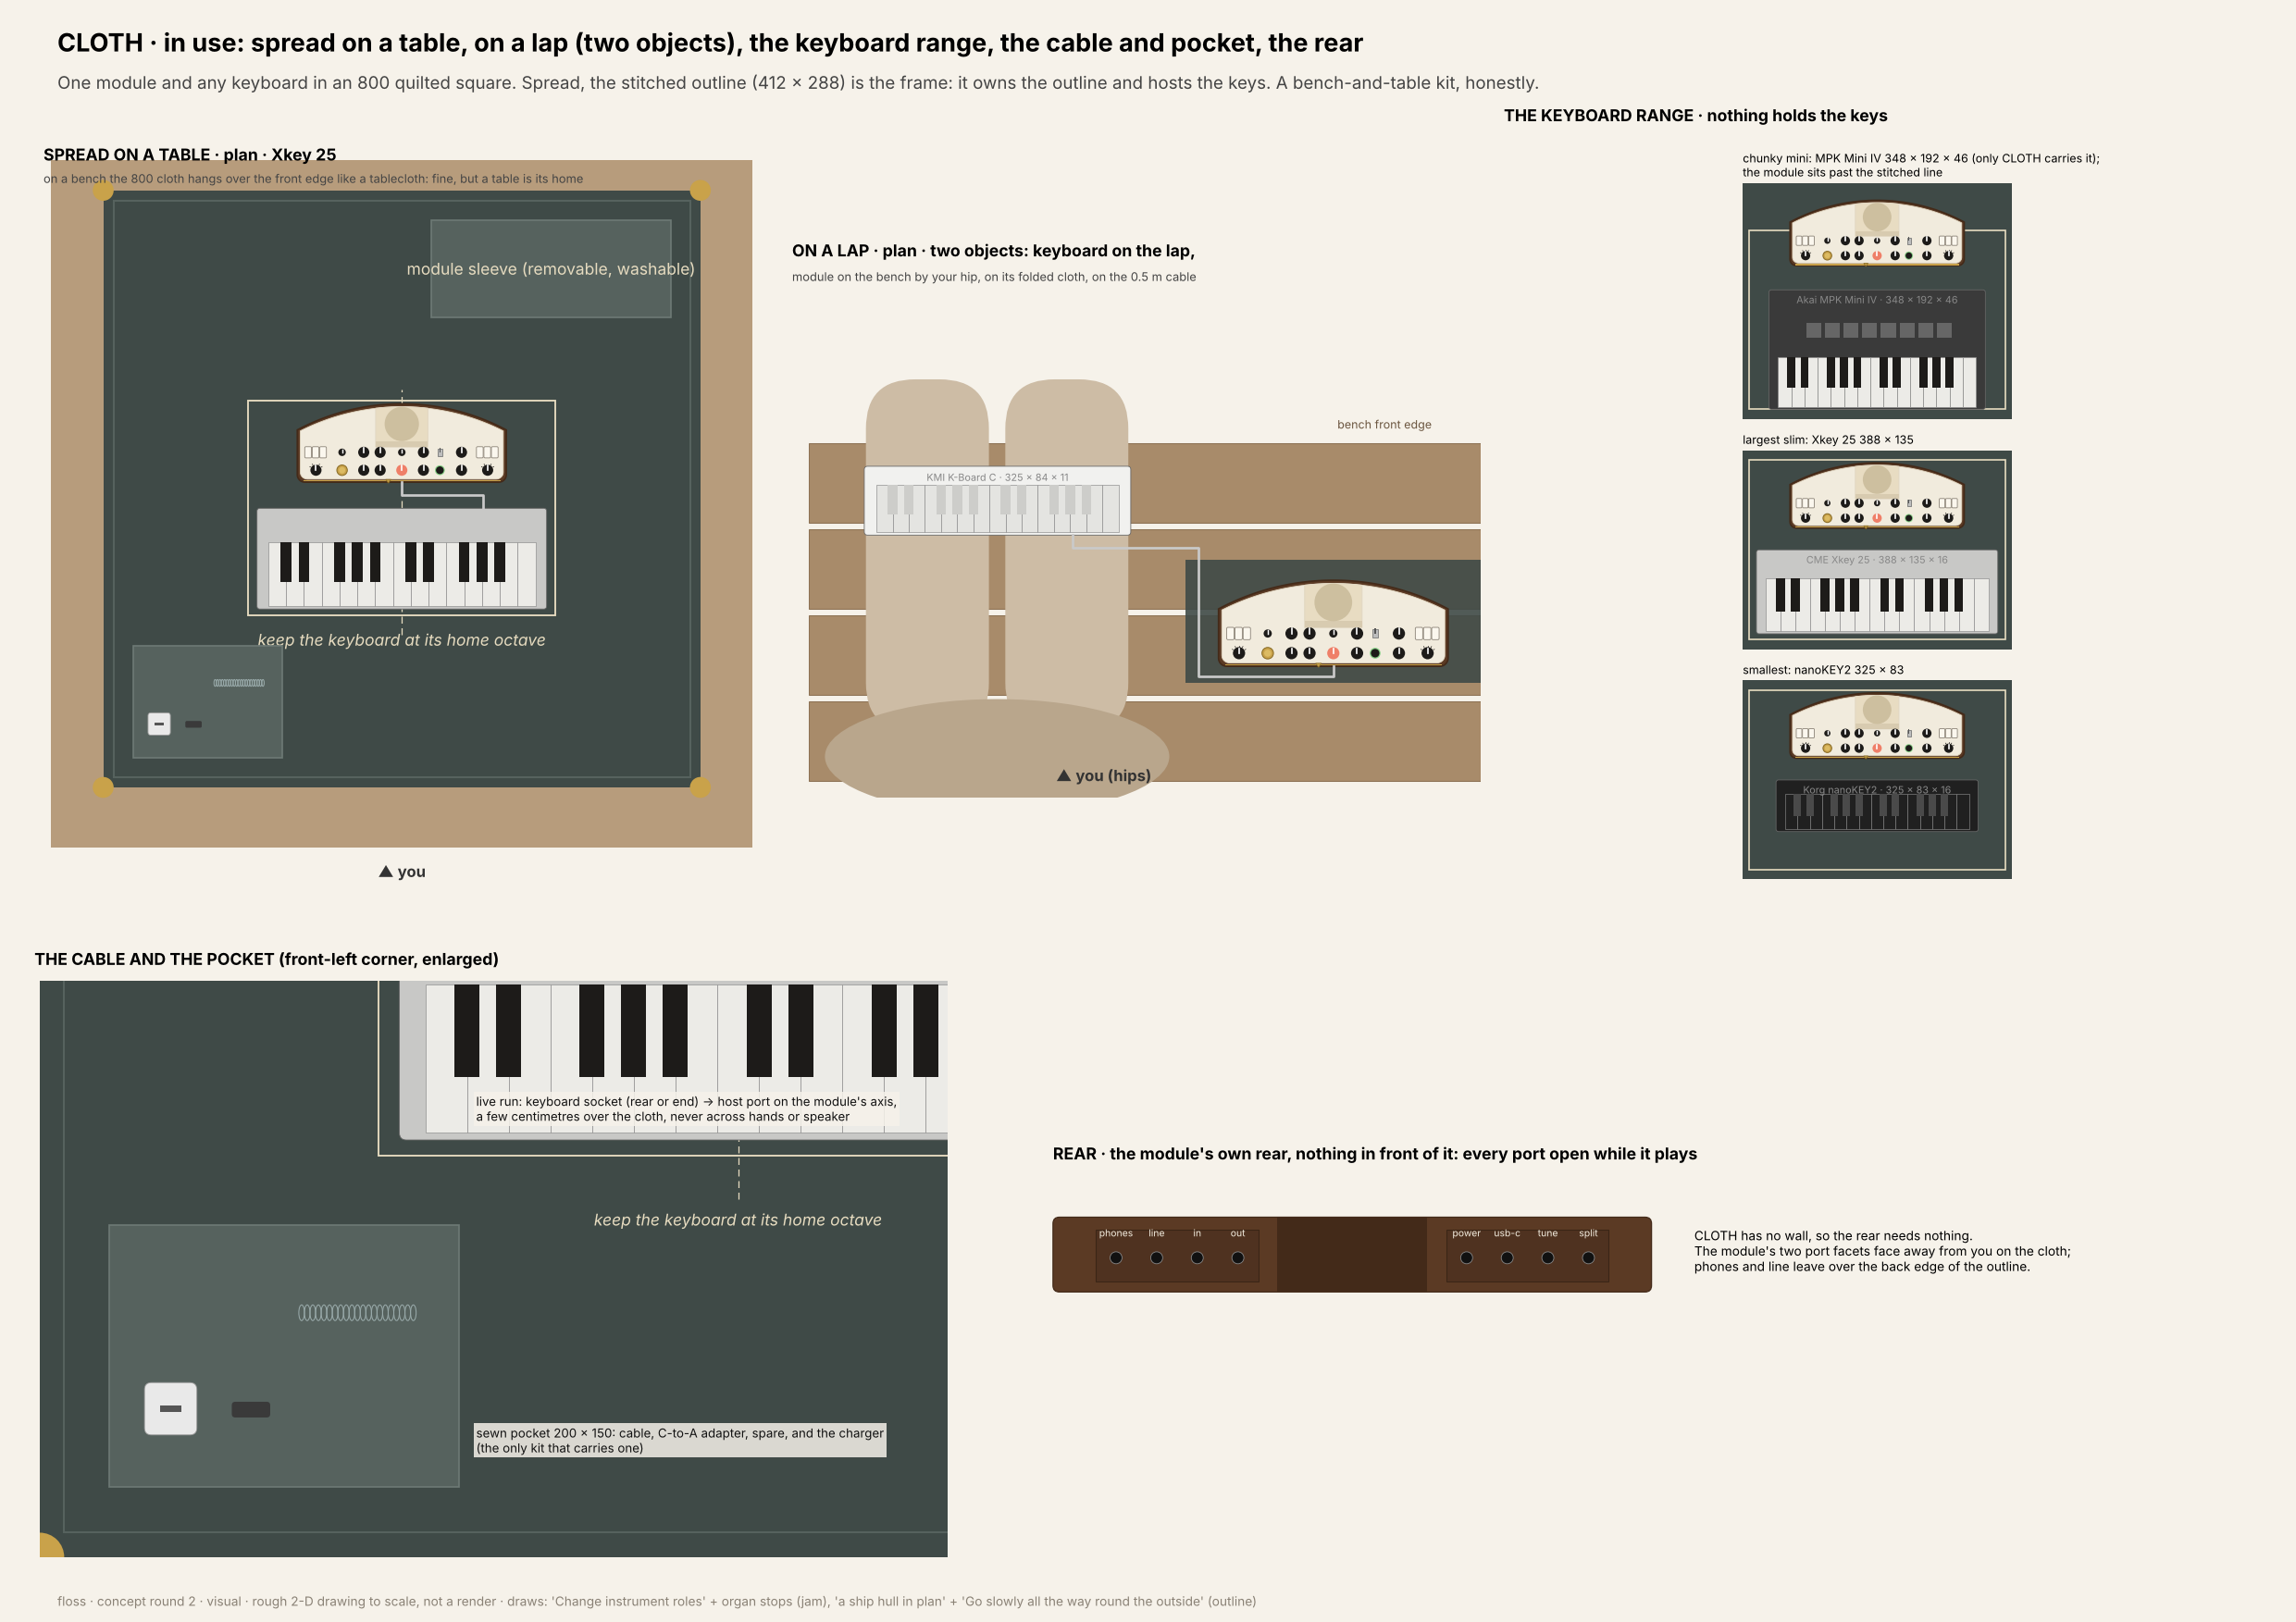 CLOTH · in use: spread on a table, on a lap (two objects), the keyboard range, the cable and pocket, the rear
One module and any keyboard in an 800 quilted square. Spread, the stitched outline (412 × 288) is the frame: it owns the outline and hosts the keys. A bench-and-table kit, honestly.
SPREAD ON A TABLE · plan · Xkey 25
on a bench the 800 cloth hangs over the front edge like a tablecloth: fine, but a table is its home
module sleeve (removable, washable)
keep the keyboard at its home octave
▲ you
ON A LAP · plan · two objects: keyboard on the lap,
module on the bench by your hip, on its folded cloth, on the 0.5 m cable
bench front edge
KMI K-Board C · 325 × 84 × 11
▲ you (hips)
THE KEYBOARD RANGE · nothing holds the keys
chunky mini: MPK Mini IV 348 × 192 × 46 (only CLOTH carries it);
the module sits past the stitched line
Akai MPK Mini IV · 348 × 192 × 46
largest slim: Xkey 25 388 × 135
CME Xkey 25 · 388 × 135 × 16
smallest: nanoKEY2 325 × 83
Korg nanoKEY2 · 325 × 83 × 16
THE CABLE AND THE POCKET (front-left corner, enlarged)
live run: keyboard socket (rear or end) → host port on the module's axis,
a few centimetres over the cloth, never across hands or speaker
keep the keyboard at its home octave
sewn pocket 200 × 150: cable, C-to-A adapter, spare, and the charger
(the only kit that carries one)
REAR · the module's own rear, nothing in front of it: every port open while it plays
phones line in out power usb-c tune split
CLOTH has no wall, so the rear needs nothing.
The module's two port facets face away from you on the cloth;
phones and line leave over the back edge of the outline.
floss · concept round 2 · visual · rough 2-D drawing to scale, not a render · draws: 'Change instrument roles' + organ stops (jam), 'a ship hull in plan' + 'Go slowly all the way round the outside' (outline)